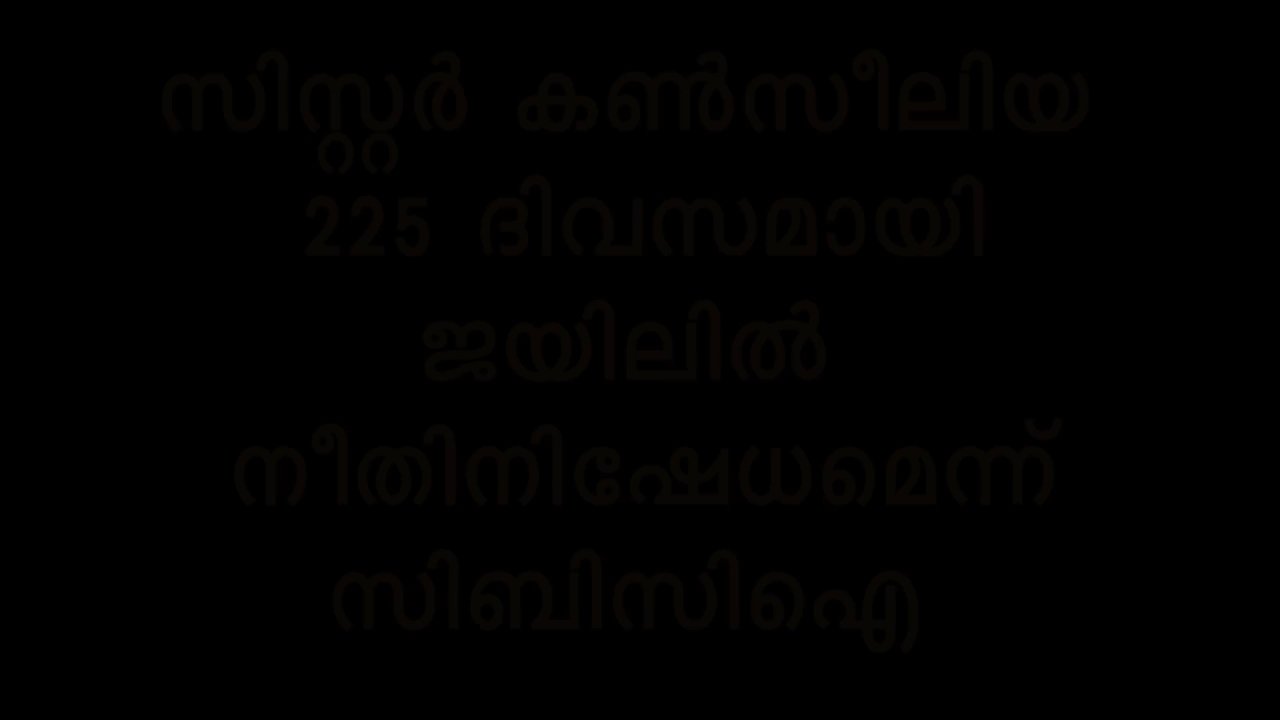 സിസ്റ്റർ കൺസീലിയ
225 ദിവസമായി
ജയിലിൽ
നീതിനിഷേധമെന്ന്
സിബിസിഐ